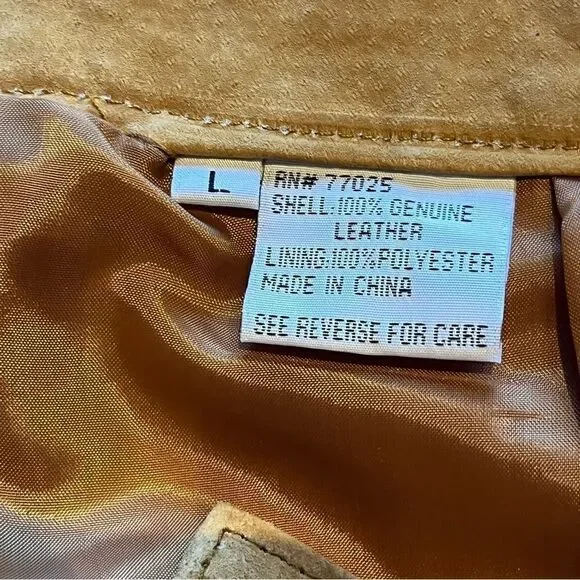 L
RN# 77025
SHELL:100% GENUINE
LEATHER
LINING:100%POLYESTER
MADE IN CHINA
SEE REVERSE FOR CARE